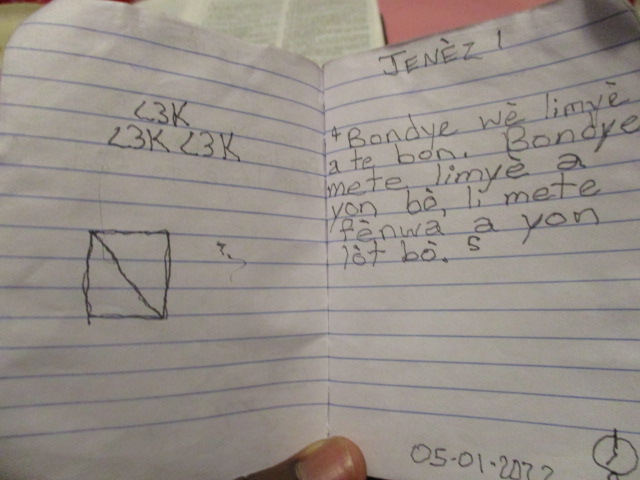 <3K
<3K <3K
JENÈZ 1
4 Bondye wè limyè
a te bon. Bondye
mete limyè a
yon bò, li mete
fènwa a yon
lòt bò. 5
05-01-2022